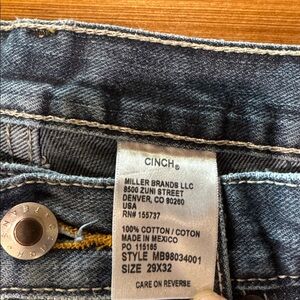 CINCH®
MILLER BRANDS LLC
8500 ZUNI STREET
DENVER, CO 80260
USA
RN# 155737
100% COTTON / COTON
MADE IN MEXICO
PO 115185
STYLE MB98034001
SIZE 29X32
CARE ON REVERSE